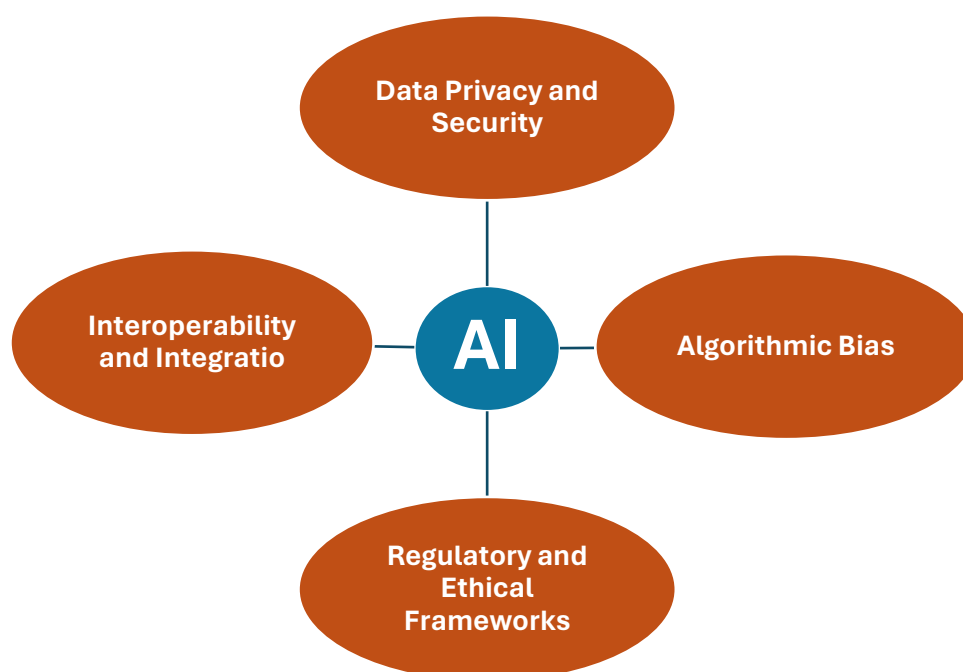 Data Privacy and
Security
Interoperability
and Integratio
AI
Algorithmic Bias
Regulatory and
Ethical
Frameworks